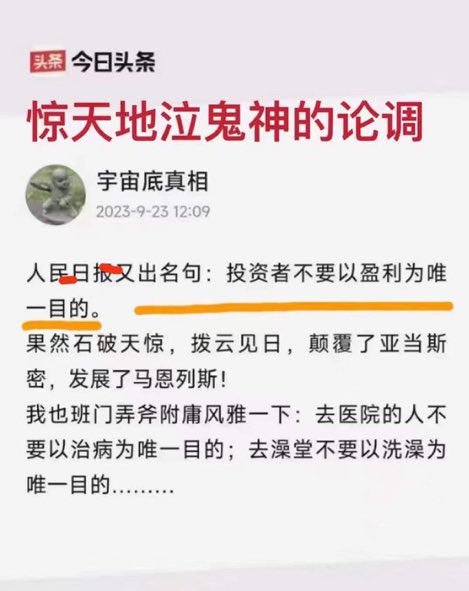 头条 今日头条
惊天地泣鬼神的论调
宇宙底真相
2023-9-23 12:09
人民日报又出名句：投资者不要以盈利为唯
一目的。
果然石破天惊，拨云见日，颠覆了亚当斯
密，发展了马恩列斯！
我也班门弄斧附庸风雅一下：去医院的人不
要以治病为唯一目的；去澡堂不要以洗澡为
唯一目的………